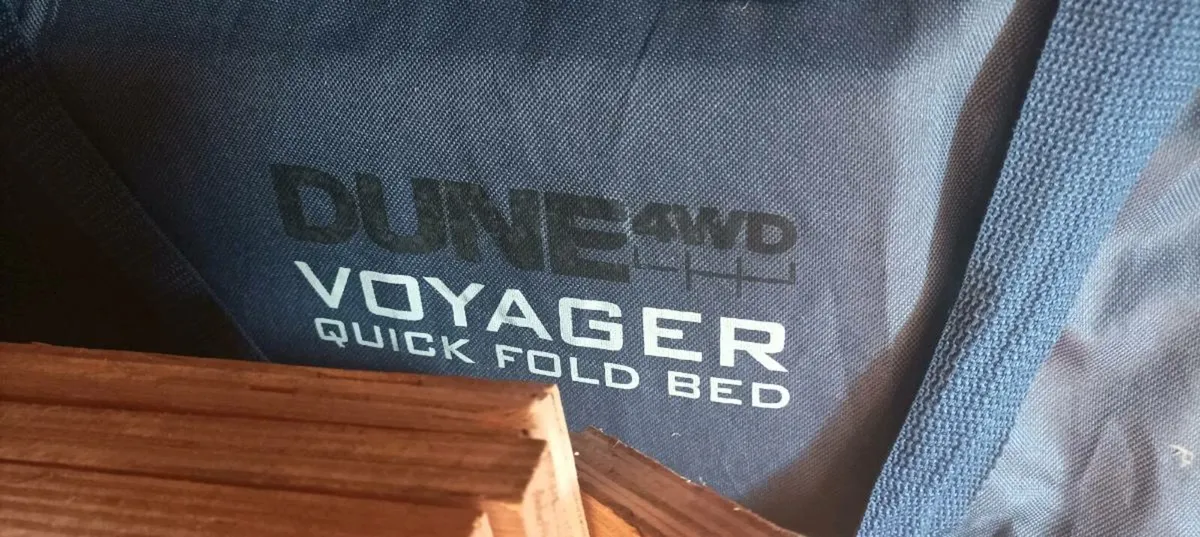 DUNE 4WD
VOYAGER
QUICK FOLD BED